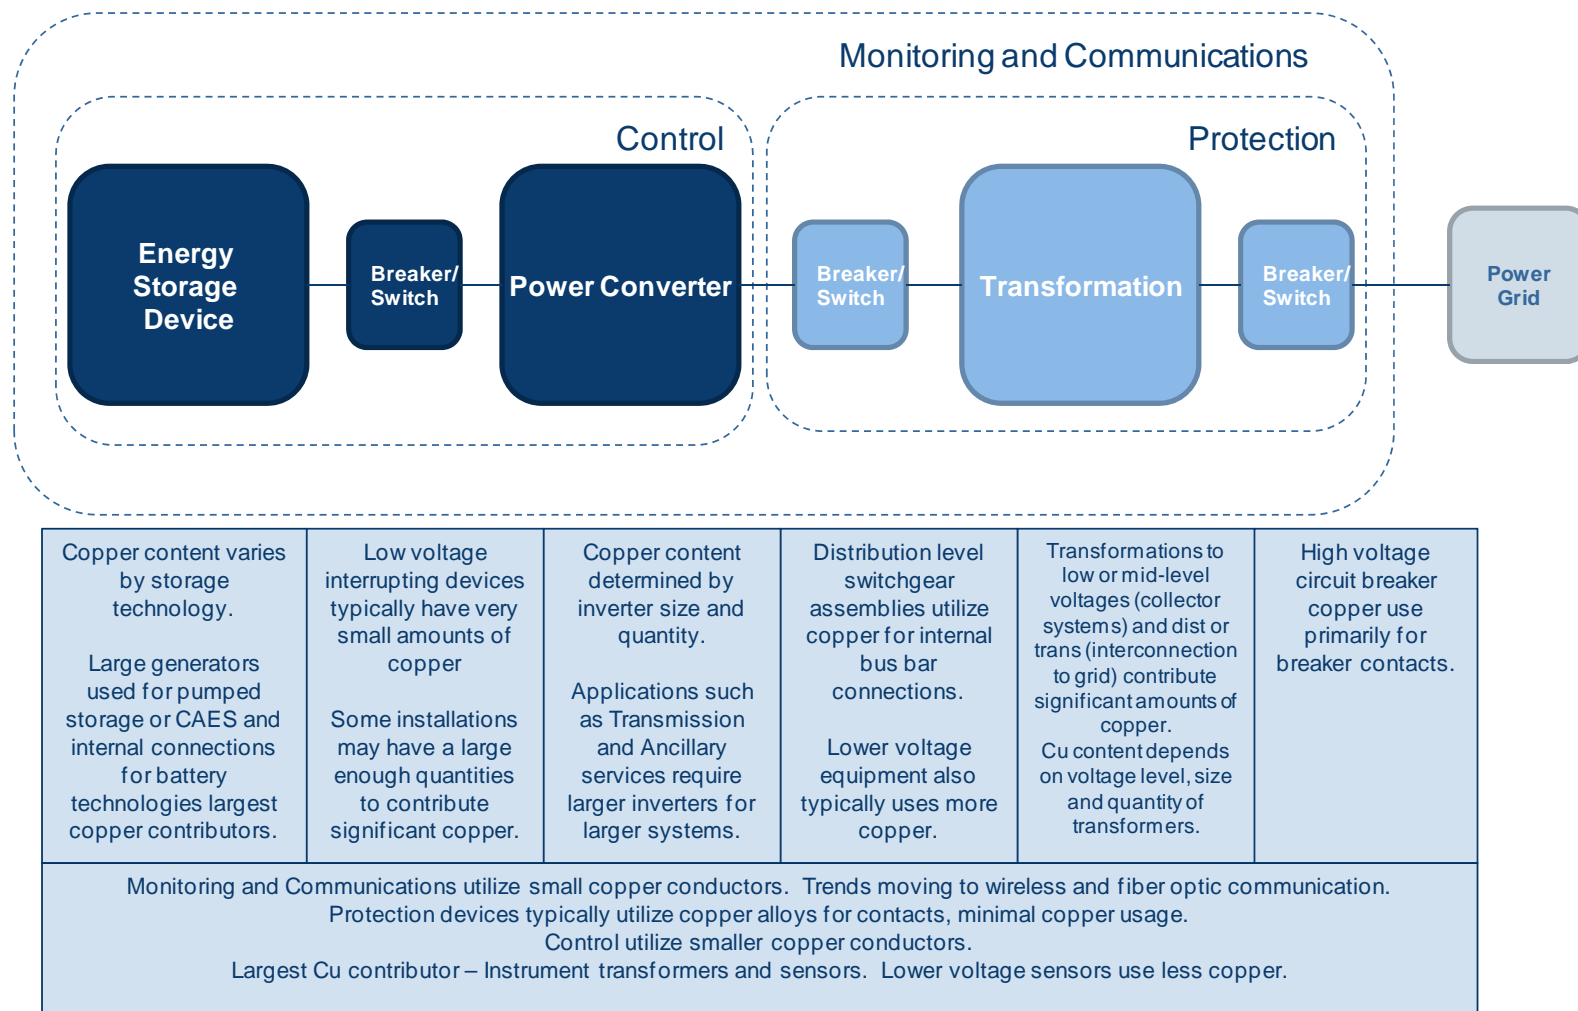 Monitoring and Communications
Control
Protection
Energy
Storage
Device
Breaker/
Switch
Power Converter
Breaker/
Switch
Transformation
Breaker/
Switch
Power
Grid
Copper content varies
by storage
technology.
Large generators
used for pumped
storage or CAES and
internal connections
for battery
technologies largest
copper contributors.
Low voltage
interrupting devices
typically have very
small amounts of
copper
Some installations
may have a large
enough quantities
to contribute
significant copper.
Copper content
determined by
inverter size and
quantity.
Applications such
as Transmission
and Ancillary
services require
larger inverters for
larger systems.
Distribution level
switchgear
assemblies utilize
copper for internal
bus bar
connections.
Lower voltage
equipment also
typically uses more
copper.
Transformations to
low or mid-level
voltages (collector
systems) and dist or
trans (interconnection
to grid) contribute
significant amounts of
copper.
Cu content depends
on voltage level, size
and quantity of
transformers.
High voltage
circuit breaker
copper use
primarily for
breaker contacts.
Monitoring and Communications utilize small copper conductors.  Trends moving to wireless and fiber optic communication.
Protection devices typically utilize copper alloys for contacts, minimal copper usage.
Control utilize smaller copper conductors.
Largest Cu contributor – Instrument transformers and sensors.  Lower voltage sensors use less copper.